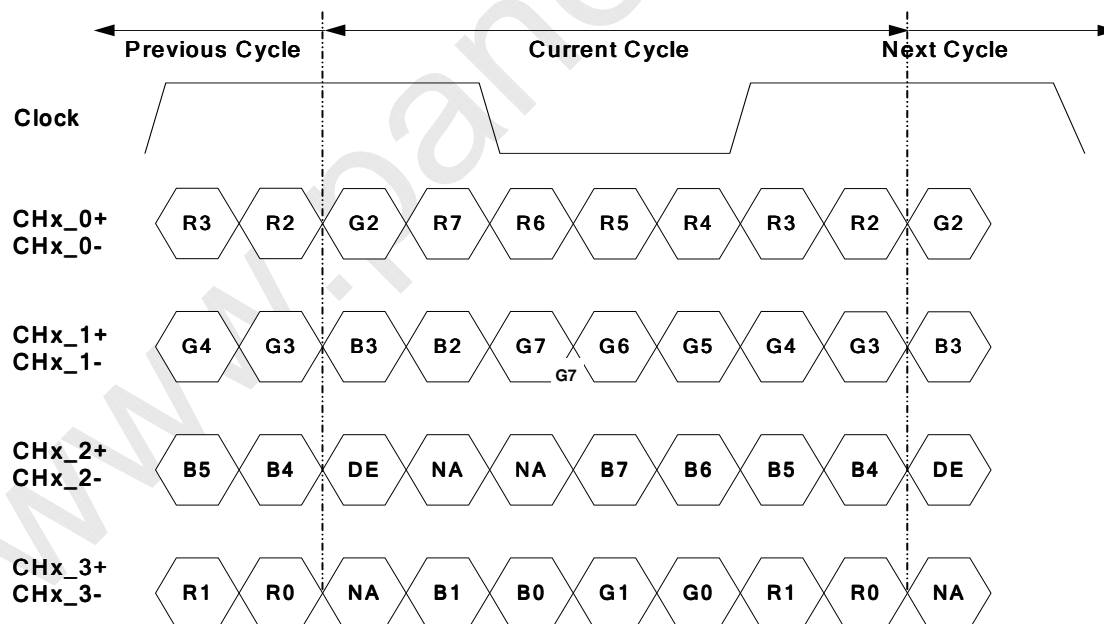 Previous Cycle Current Cycle Next Cycle
Clock
CHx_0+
CHx_0-
R3 R2 G2 R7 R6 R5 R4 R3 R2 G2
CHx_1+
CHx_1-
G4 G3 B3 B2 G7 G6 G5 G4 G3 B3
G7
CHx_2+
CHx_2-
B5 B4 DE NA NA B7 B6 B5 B4 DE
CHx_3+
CHx_3-
R1 R0 NA B1 B0 G1 G0 R1 R0 NA
www.pan